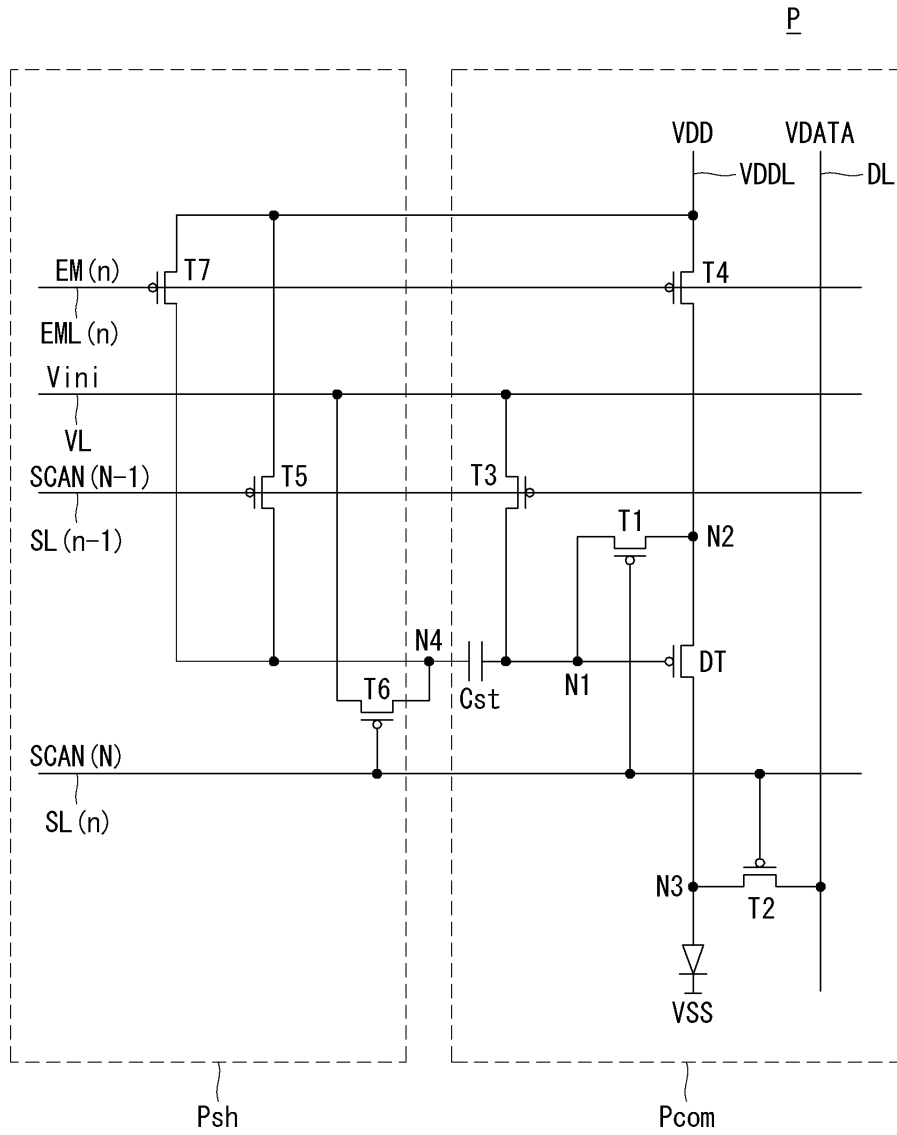 P
VDD VDATA
VDDL DL
EM(n) T7 T4
EML(n)
Vini
VL
SCAN(N-1) T5 T3
SL(n-1) T1 N2
N4 DT
T6 Cst N1
SCAN(N)
SL(n)
N3 T2
VSS
Psh Pcom